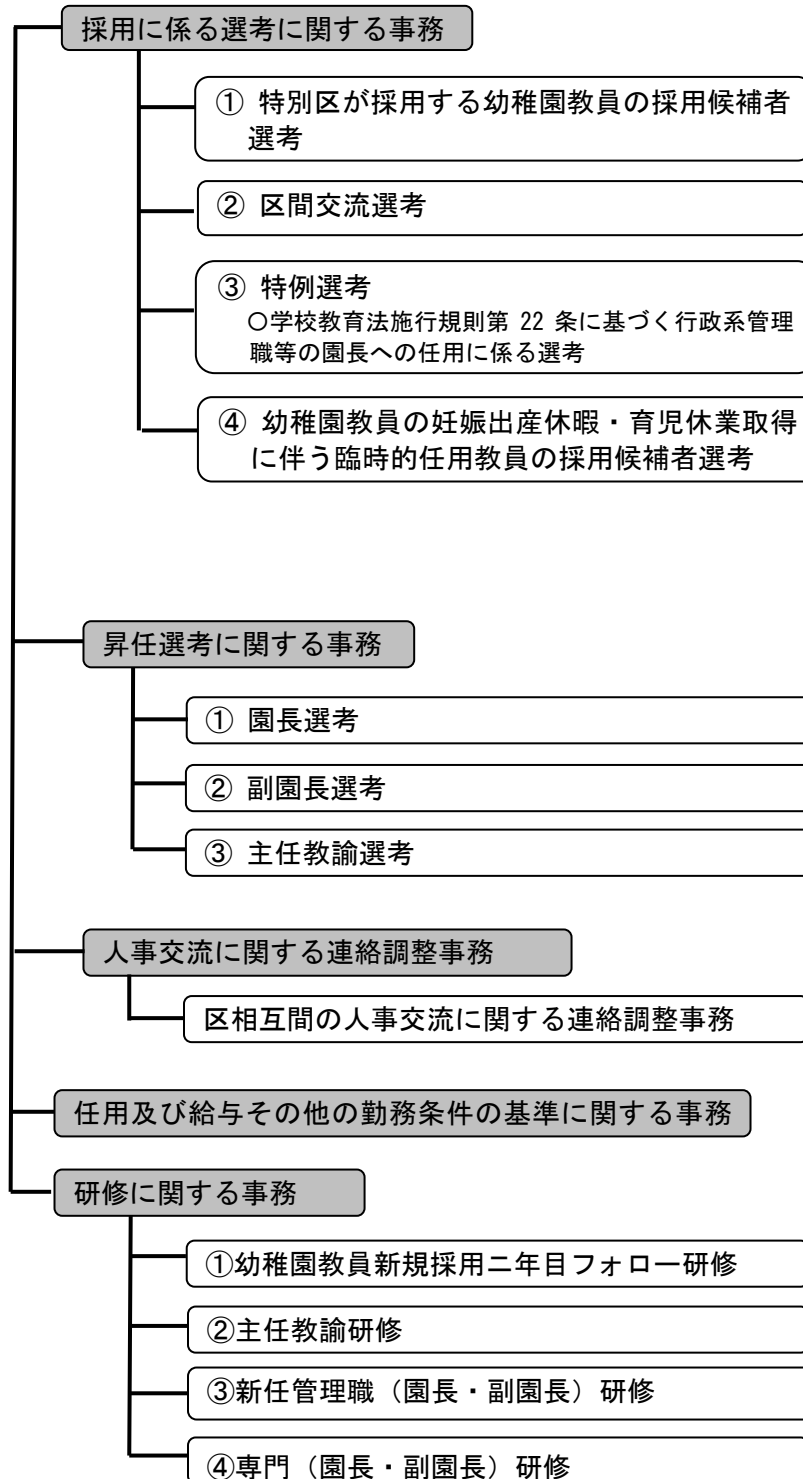 採用に係る選考に関する事務
① 特別区が採用する幼稚園教員の採用候補者
選考
② 区間交流選考
③ 特例選考
○学校教育法施行規則第 22 条に基づく行政系管理
職等の園長への任用に係る選考
④ 幼稚園教員の妊娠出産休暇・育児休業取得
に伴う臨時的任用教員の採用候補者選考
昇任選考に関する事務
① 園長選考
② 副園長選考
③ 主任教諭選考
人事交流に関する連絡調整事務
区相互間の人事交流に関する連絡調整事務
任用及び給与その他の勤務条件の基準に関する事務
研修に関する事務
①幼稚園教員新規採用二年目フォロー研修
②主任教諭研修
③新任管理職（園長・副園長）研修
④専門（園長・副園長）研修